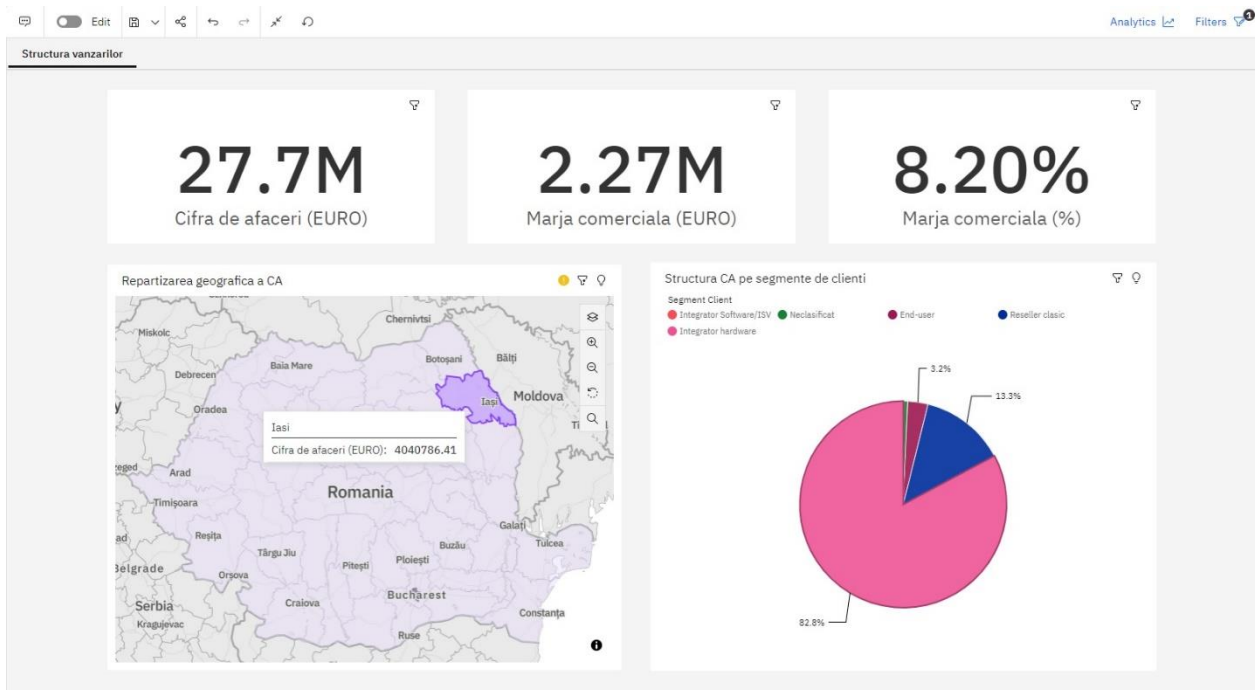 Edit
Analytics
Filters
1
Structura vanzarilor
27.7M
Cifra de afaceri (EURO)
2.27M
Marja comerciala (EURO)
8.20%
Marja comerciala (%)
Repartizarea geografica a CA
Chernivtsi
Miskolc
Botoșani
Bălți
Baia Mare
Debrecen
Iași
Moldova
Oradea
Iasi
Cifra de afaceri (EURO): 4040786.41
Arad
Romania
Timișoara
Galați
Reșița
Buzău
Tulcea
Târgu Jiu
Ploiești
Pitești
Belgrade
Orșova
Bucharest
Craiova
Serbia
Constanța
Kragujevac
Ruse
Structura CA pe segmente de clienti
Segment Client
Integrator Software/ISV Neclasificat End-user Reseller clasic
Integrator hardware
3.2%
13.3%
82.8%